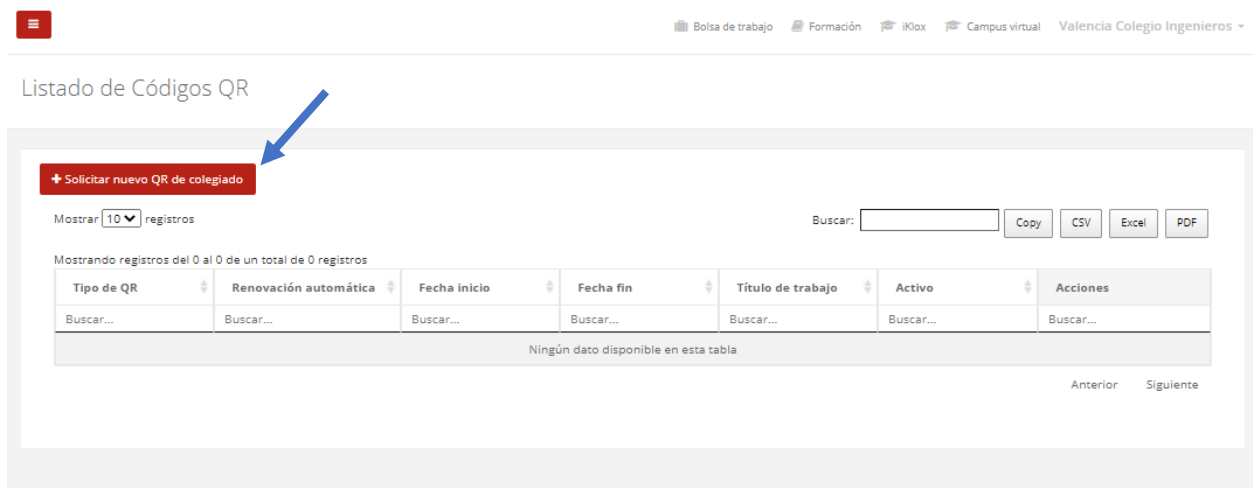 Bolsa de trabajo Formación iKlox Campus virtual Valencia Colegio Ingenieros
Listado de Códigos QR
+ Solicitar nuevo QR de colegiado
Mostrar 10 registros Buscar: Copy CSV Excel PDF
Mostrando registros del 0 al 0 de un total de 0 registros
Tipo de QR Renovación automática Fecha inicio Fecha fin Título de trabajo Activo Acciones
Buscar... Buscar... Buscar... Buscar... Buscar... Buscar... Buscar...
Ningún dato disponible en esta tabla
Anterior Siguiente